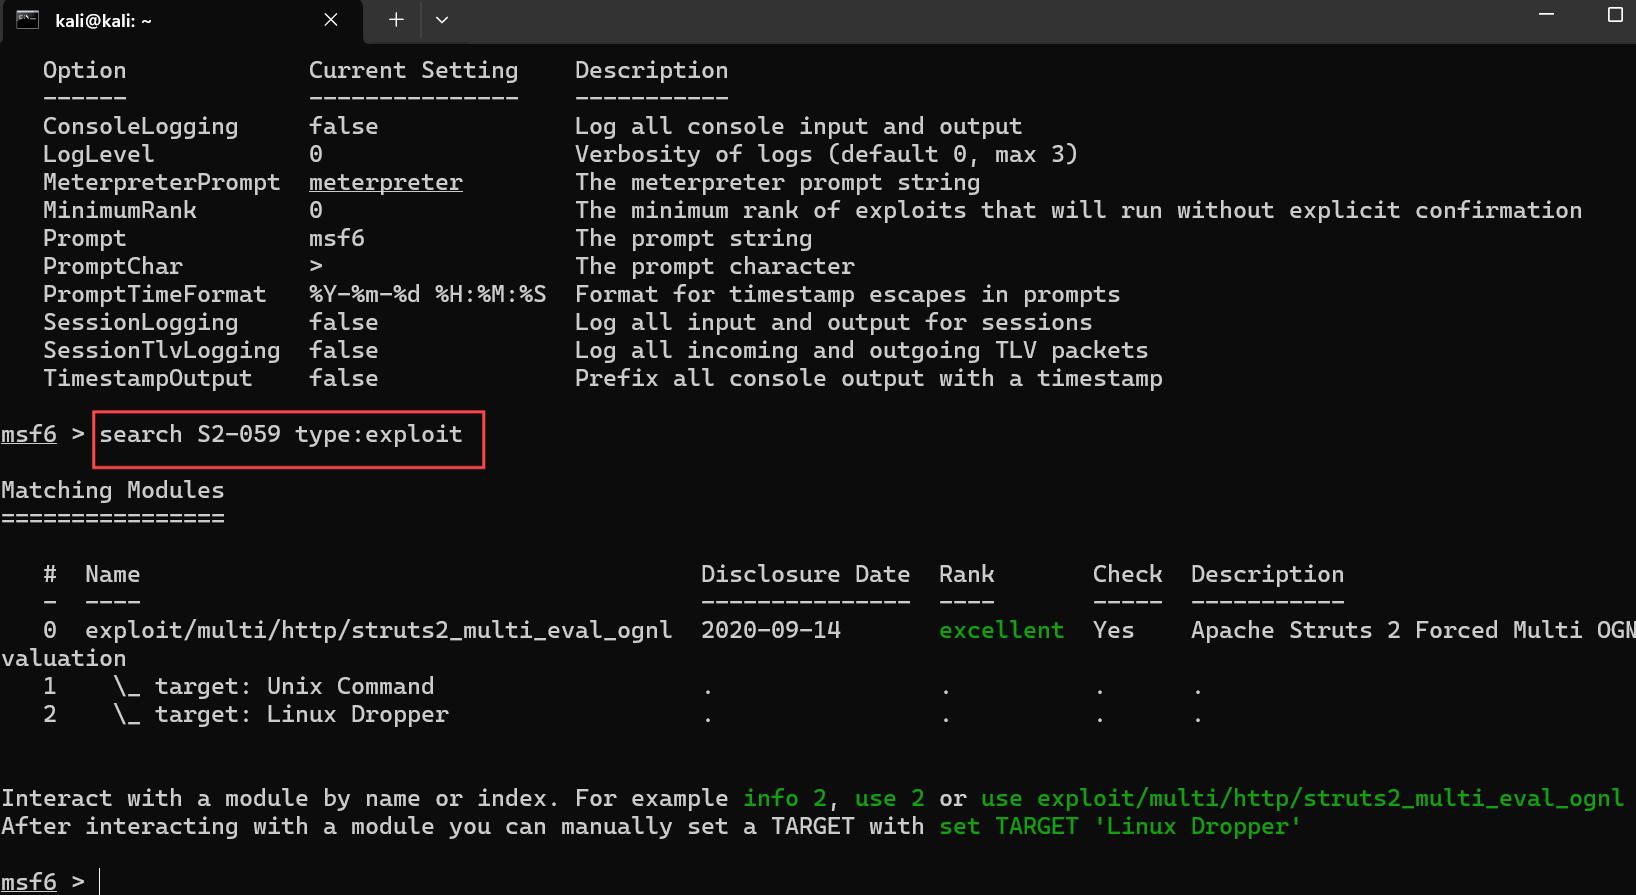 kali@kali: ~
Option Current Setting Description
------ --------------- -----------
ConsoleLogging false Log all console input and output
LogLevel 0 Verbosity of logs (default 0, max 3)
MeterpreterPrompt meterpreter The meterpreter prompt string
MinimumRank 0 The minimum rank of exploits that will run without explicit confirmation
Prompt msf6 The prompt string
PromptChar > The prompt character
PromptTimeFormat %Y-%m-%d %H:%M:%S Format for timestamp escapes in prompts
SessionLogging false Log all input and output for sessions
SessionTlvLogging false Log all incoming and outgoing TLV packets
TimestampOutput false Prefix all console output with a timestamp
msf6 > search S2-059 type:exploit
Matching Modules
================
# Name Disclosure Date Rank Check Description
- ---- --------------- ---- ----- -----------
0 exploit/multi/http/struts2_multi_eval_ognl 2020-09-14 excellent Yes Apache Struts 2 Forced Multi OGN
valuation
1 \_ target: Unix Command . . . .
2 \_ target: Linux Dropper . . . .
Interact with a module by name or index. For example info 2, use 2 or use exploit/multi/http/struts2_multi_eval_ognl
After interacting with a module you can manually set a TARGET with set TARGET 'Linux Dropper'
msf6 >